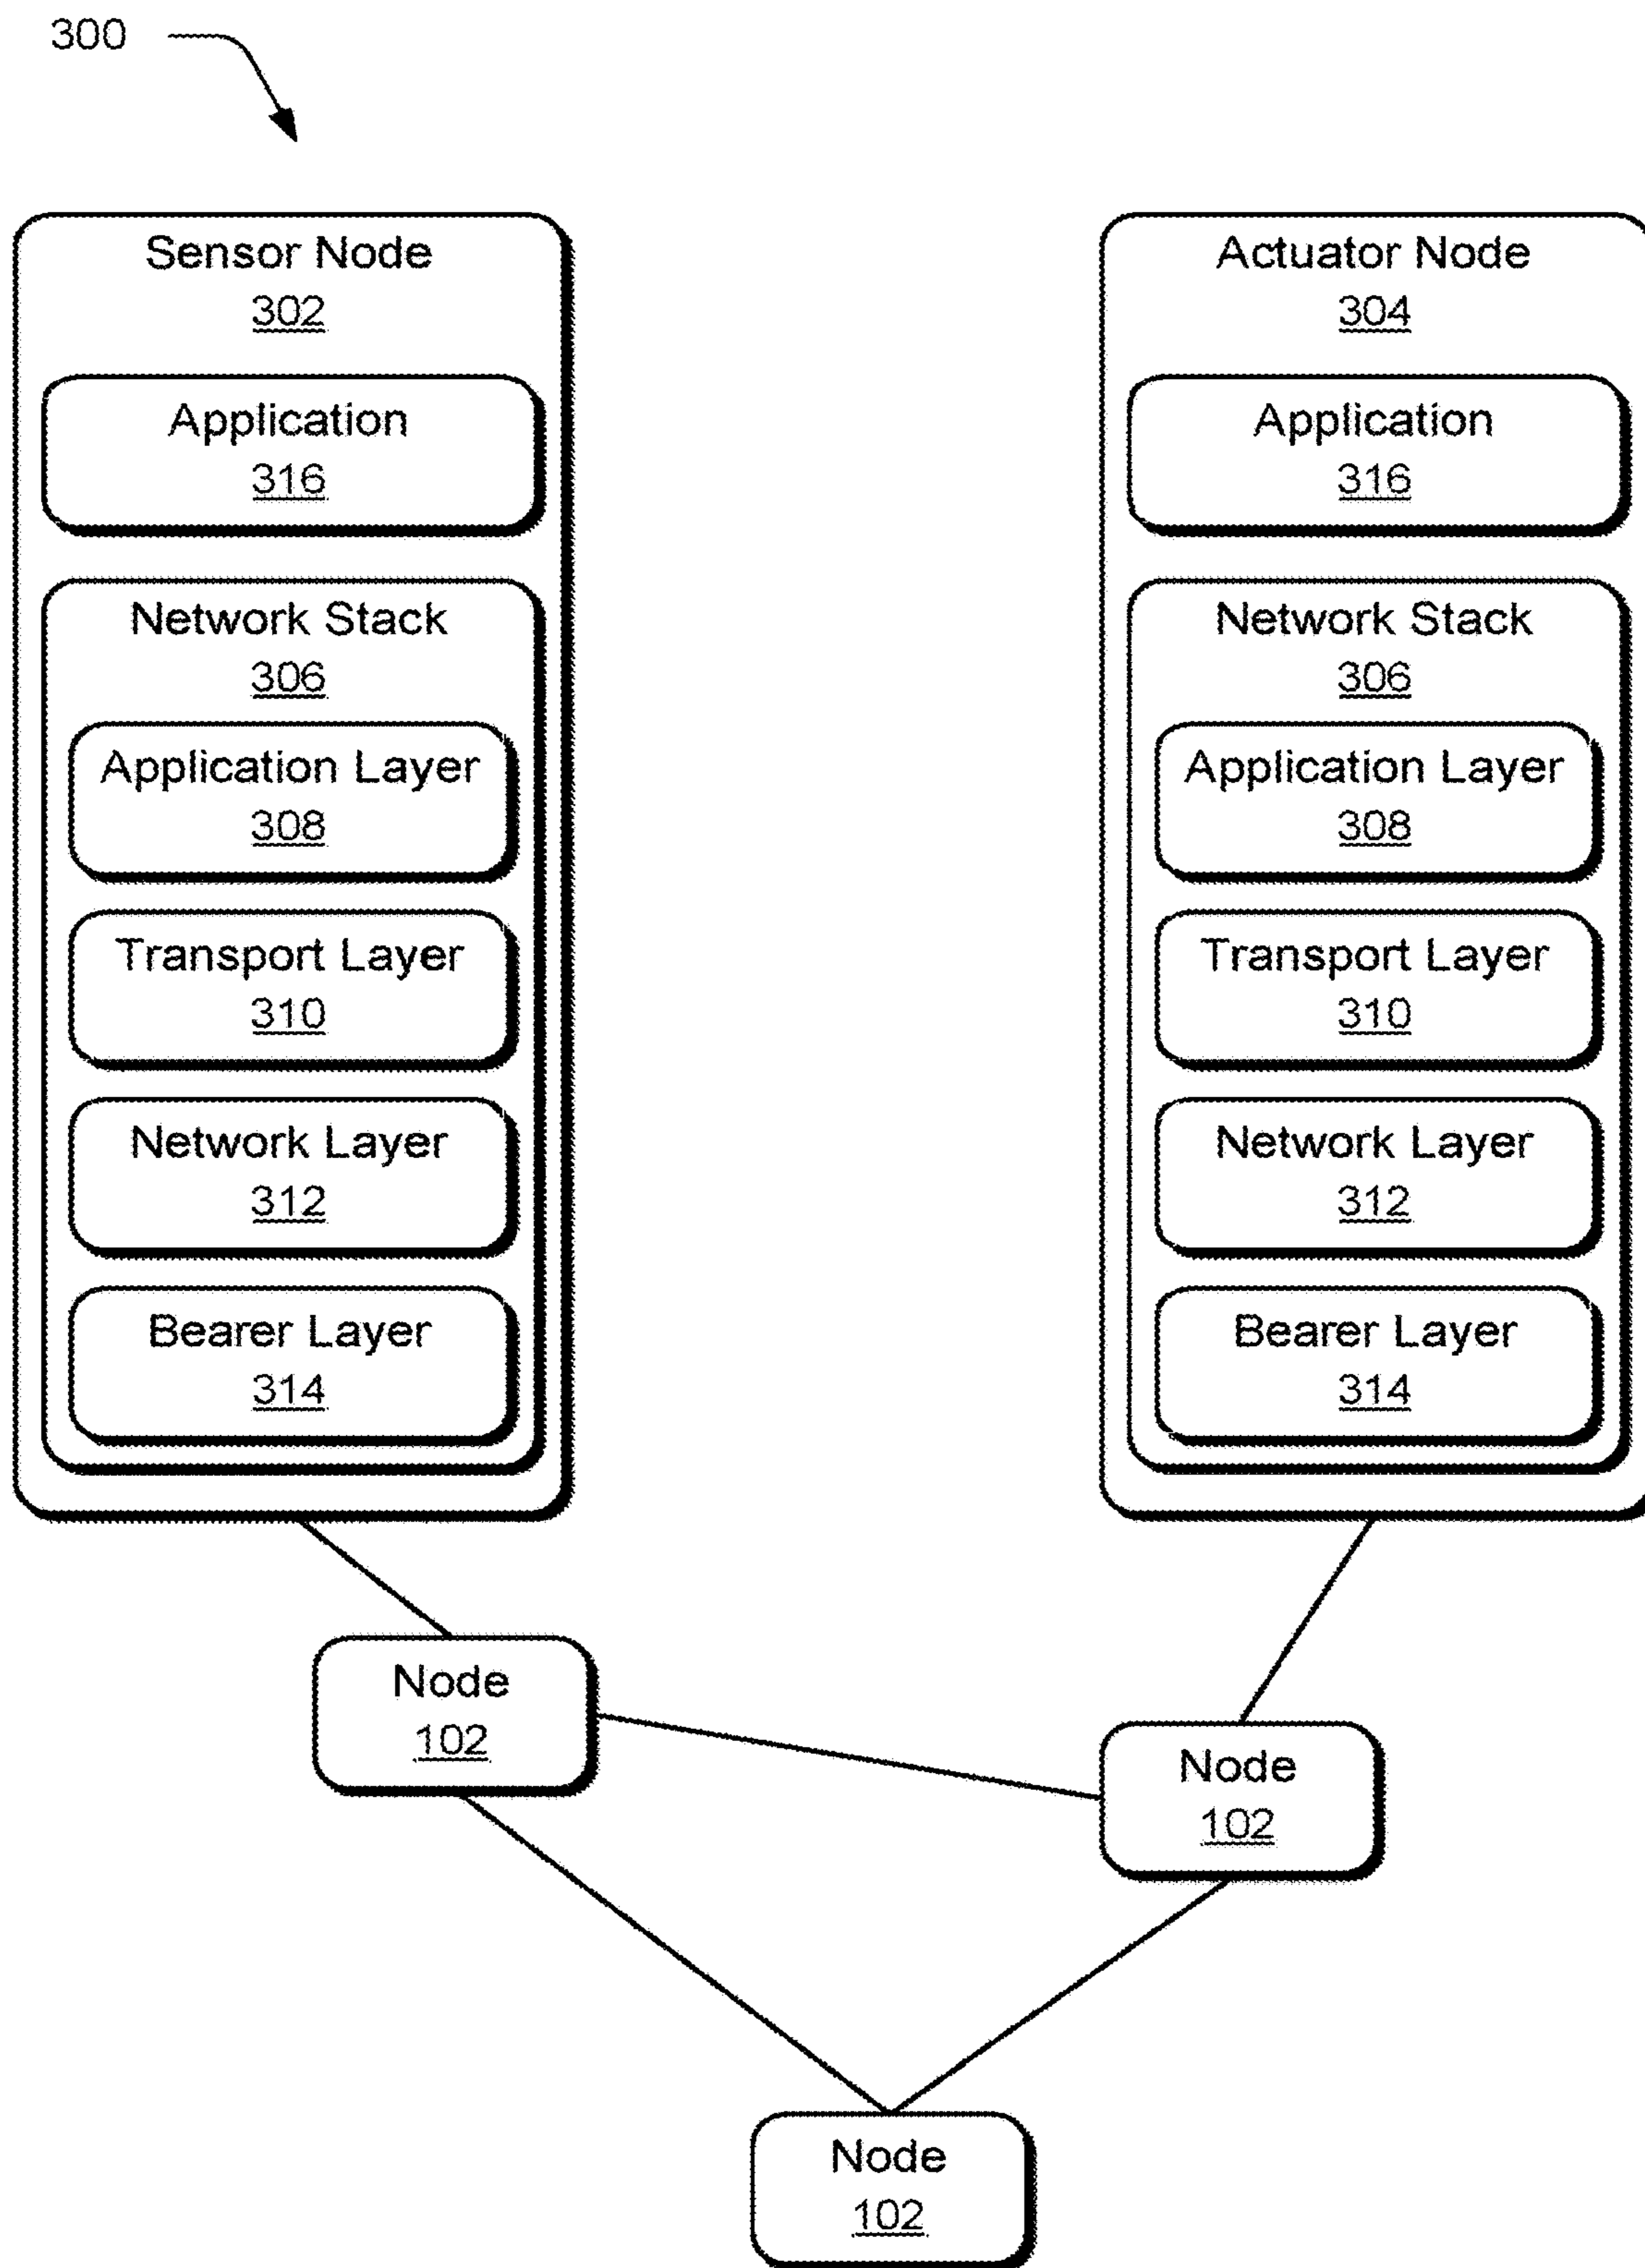 300
Sensor Node
302
Application
316
Network Stack
306
Application Layer
308
Transport Layer
310
Network Layer
312
Bearer Layer
314
Actuator Node
304
Application
316
Network Stack
306
Application Layer
308
Transport Layer
310
Network Layer
312
Bearer Layer
314
Node
102
Node
102
Node
102